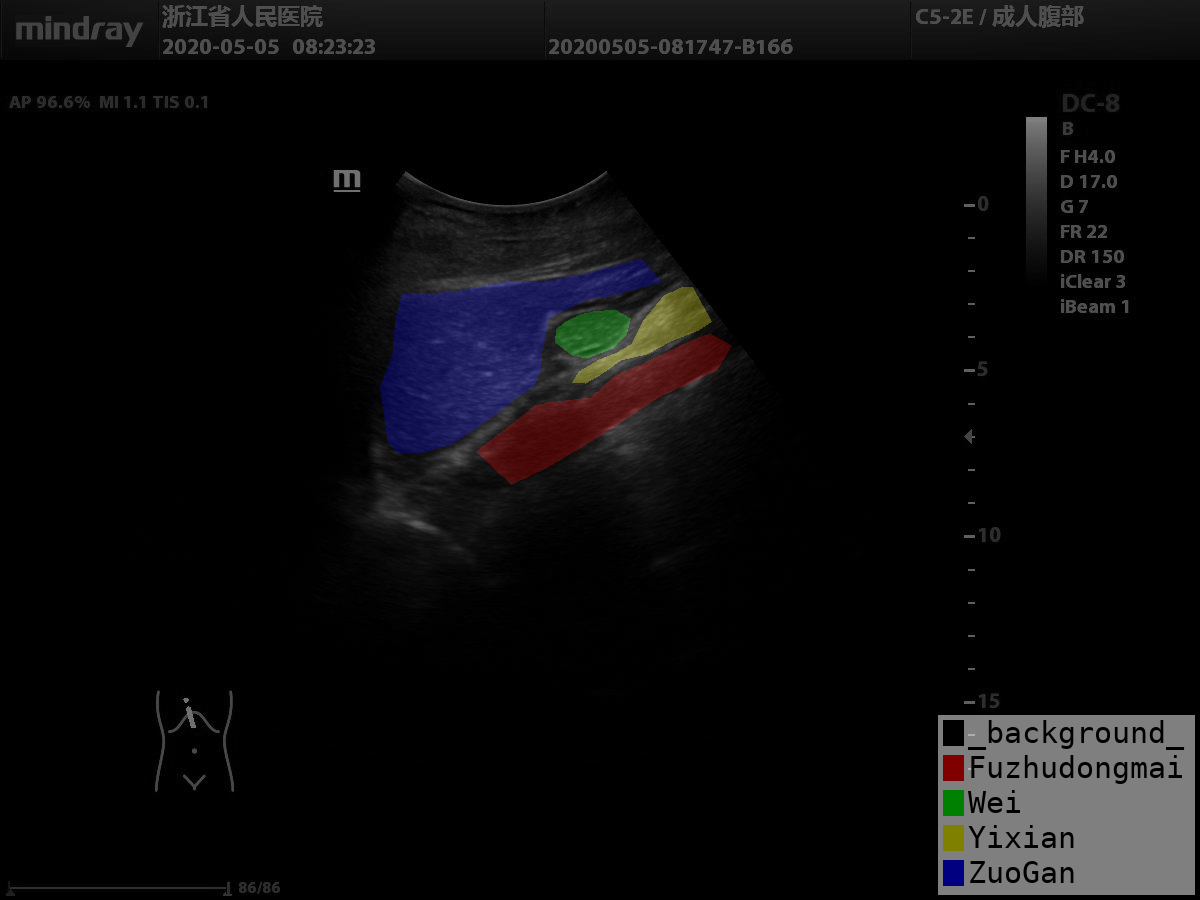 mindray
浙江省人民医院
2020-05-05 08:23:23
20200505-081747-B166
C5-2E / 成人腹部
AP 96.6% MI 1.1 TIS 0.1
m
DC-8
B
F H4.0
D 17.0
G 7
FR 22
DR 150
iClear 3
iBeam 1
0
5
10
15
_background_
Fuzhudongmai
Wei
Yixian
ZuoGan
86/86